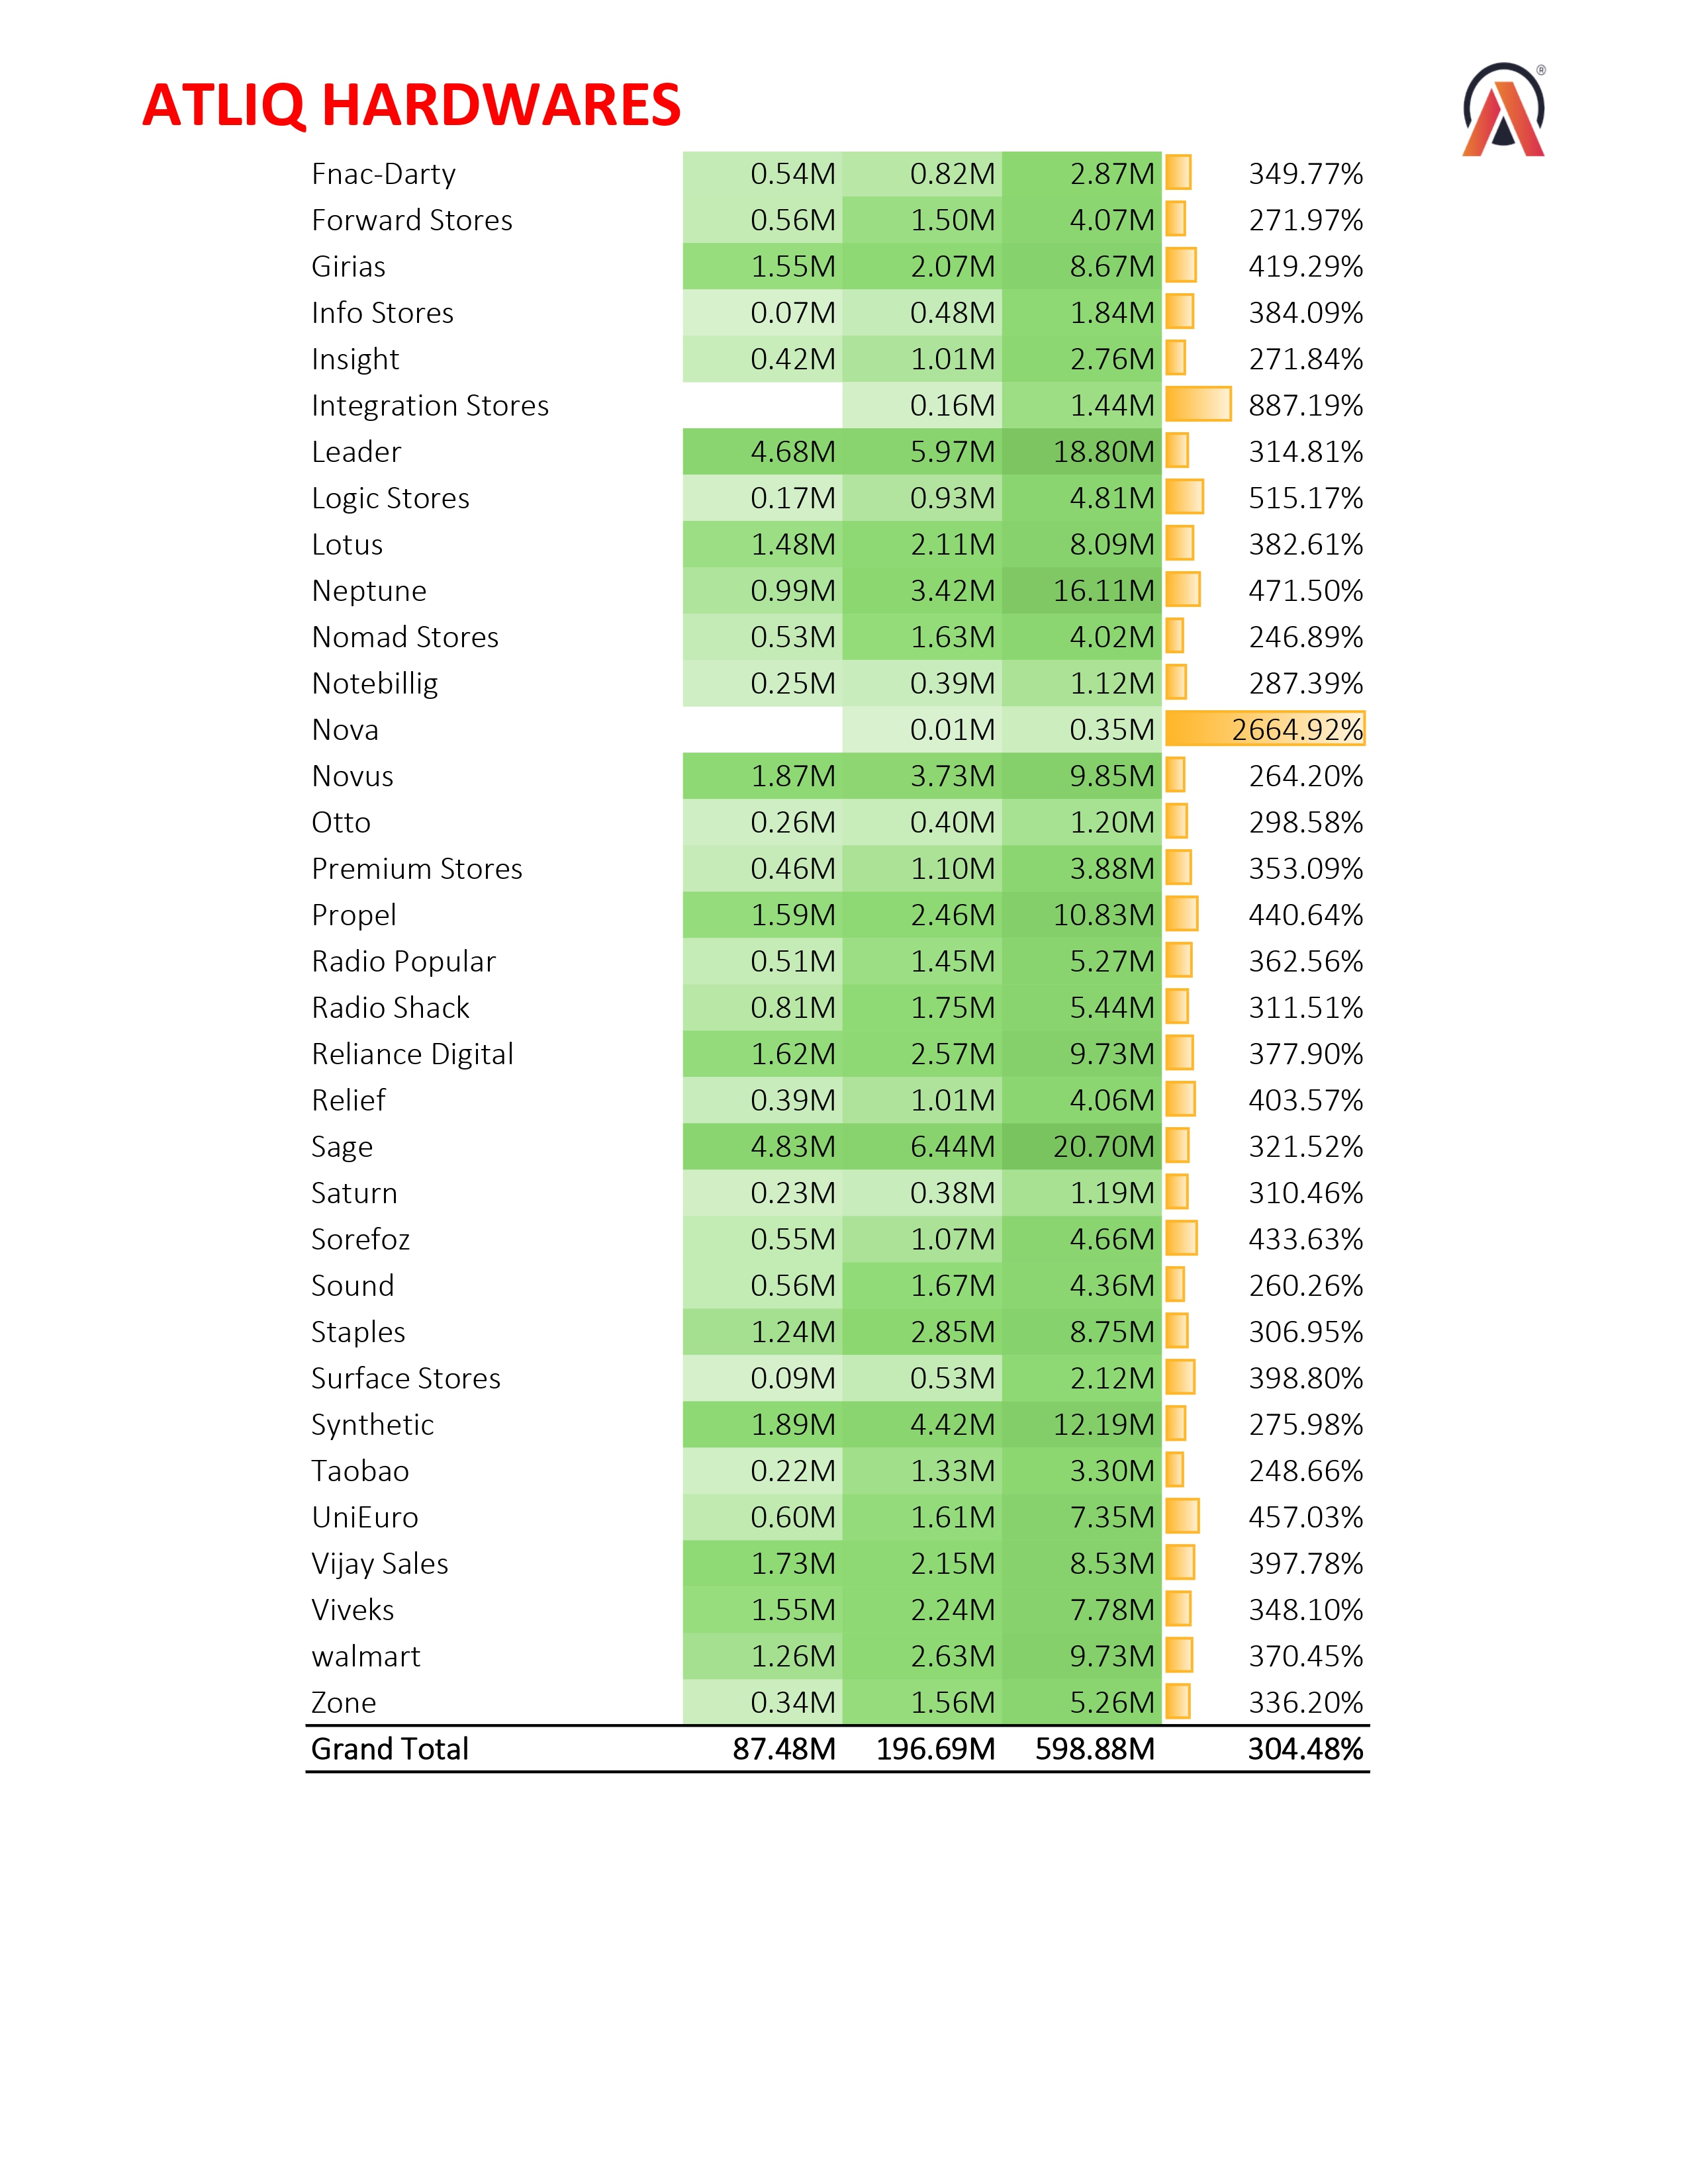 ATLIQ HARDWARES
®
Fnac-Darty 0.54M 0.82M 2.87M 349.77%
Forward Stores 0.56M 1.50M 4.07M 271.97%
Girias 1.55M 2.07M 8.67M 419.29%
Info Stores 0.07M 0.48M 1.84M 384.09%
Insight 0.42M 1.01M 2.76M 271.84%
Integration Stores 0.16M 1.44M 887.19%
Leader 4.68M 5.97M 18.80M 314.81%
Logic Stores 0.17M 0.93M 4.81M 515.17%
Lotus 1.48M 2.11M 8.09M 382.61%
Neptune 0.99M 3.42M 16.11M 471.50%
Nomad Stores 0.53M 1.63M 4.02M 246.89%
Notebillig 0.25M 0.39M 1.12M 287.39%
Nova 0.01M 0.35M 2664.92%
Novus 1.87M 3.73M 9.85M 264.20%
Otto 0.26M 0.40M 1.20M 298.58%
Premium Stores 0.46M 1.10M 3.88M 353.09%
Propel 1.59M 2.46M 10.83M 440.64%
Radio Popular 0.51M 1.45M 5.27M 362.56%
Radio Shack 0.81M 1.75M 5.44M 311.51%
Reliance Digital 1.62M 2.57M 9.73M 377.90%
Relief 0.39M 1.01M 4.06M 403.57%
Sage 4.83M 6.44M 20.70M 321.52%
Saturn 0.23M 0.38M 1.19M 310.46%
Sorefoz 0.55M 1.07M 4.66M 433.63%
Sound 0.56M 1.67M 4.36M 260.26%
Staples 1.24M 2.85M 8.75M 306.95%
Surface Stores 0.09M 0.53M 2.12M 398.80%
Synthetic 1.89M 4.42M 12.19M 275.98%
Taobao 0.22M 1.33M 3.30M 248.66%
UniEuro 0.60M 1.61M 7.35M 457.03%
Vijay Sales 1.73M 2.15M 8.53M 397.78%
Viveks 1.55M 2.24M 7.78M 348.10%
walmart 1.26M 2.63M 9.73M 370.45%
Zone 0.34M 1.56M 5.26M 336.20%
Grand Total 87.48M 196.69M 598.88M 304.48%